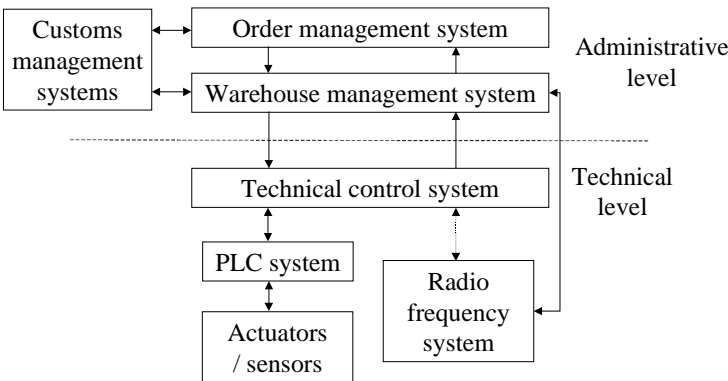 Customs
management
systems
Order management system
Warehouse management system
Administrative
level
Technical control system
Technical
level
PLC system
Radio
frequency
system
Actuators
/ sensors